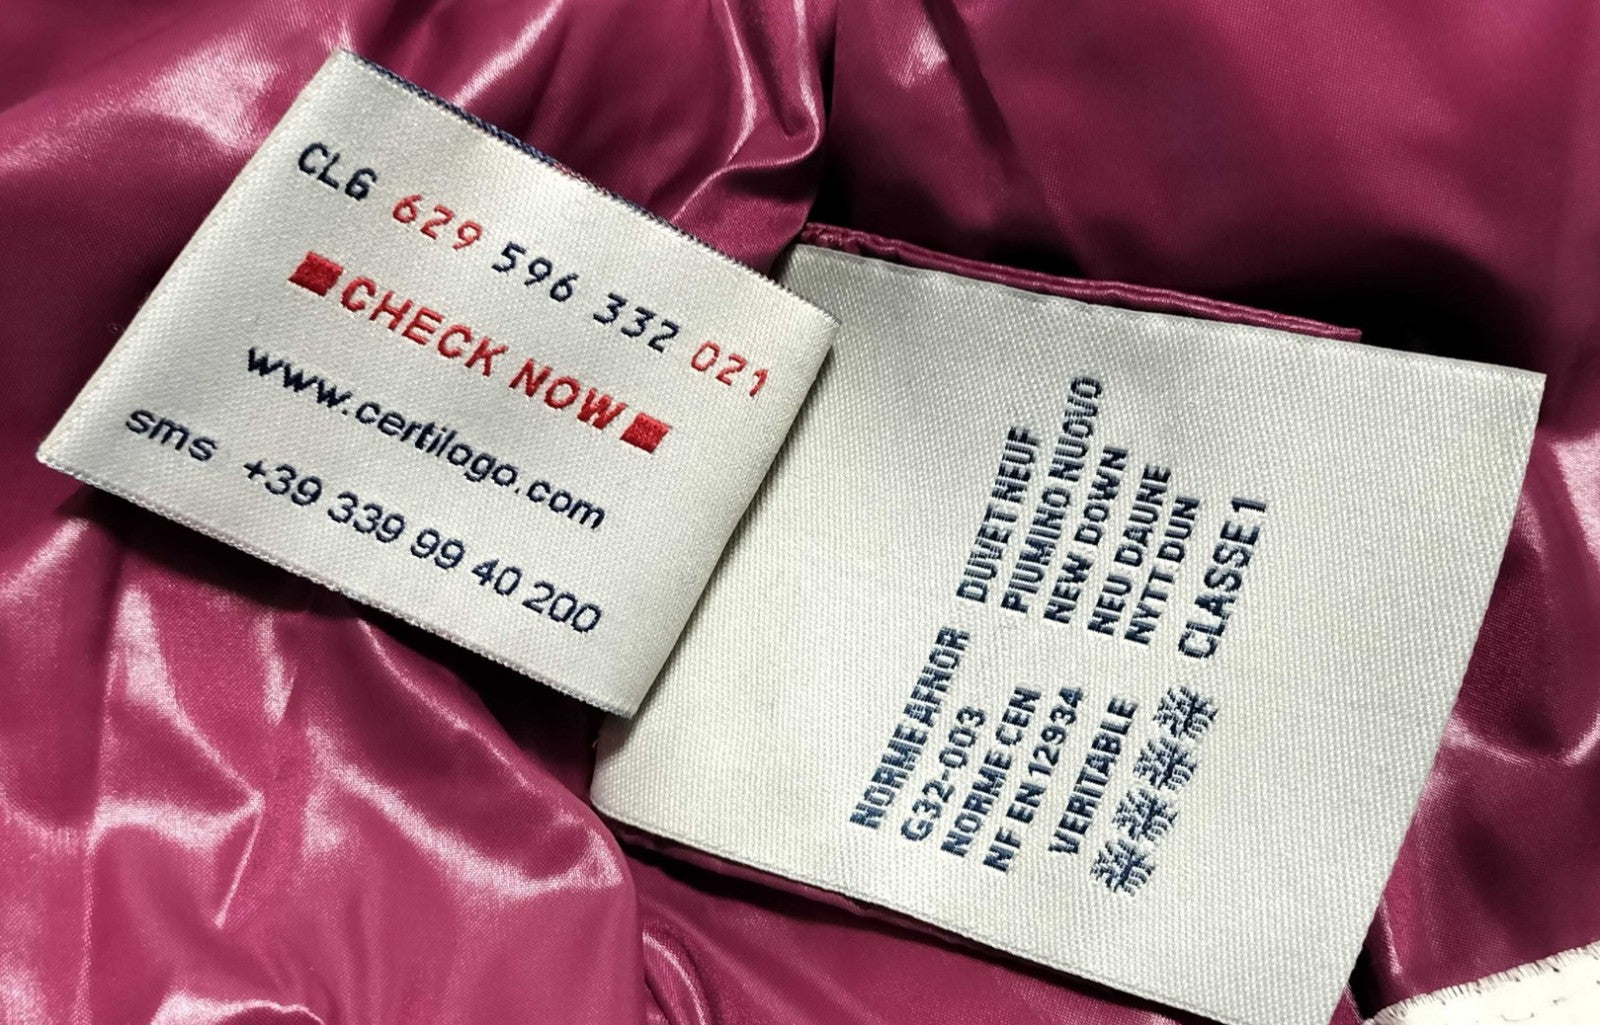 CLG 629 596 332 021
CHECK NOW
www.certilogo.com
sms +39 339 99 40 200
NORME AFNOR
G32-003
NORME CEN
NF EN 12934
VERITABLE
DUVET NEUF
PIUMINO NUOVO
NEW DOWN
NEU DAUNE
NYTT DUN
CLASSE 1